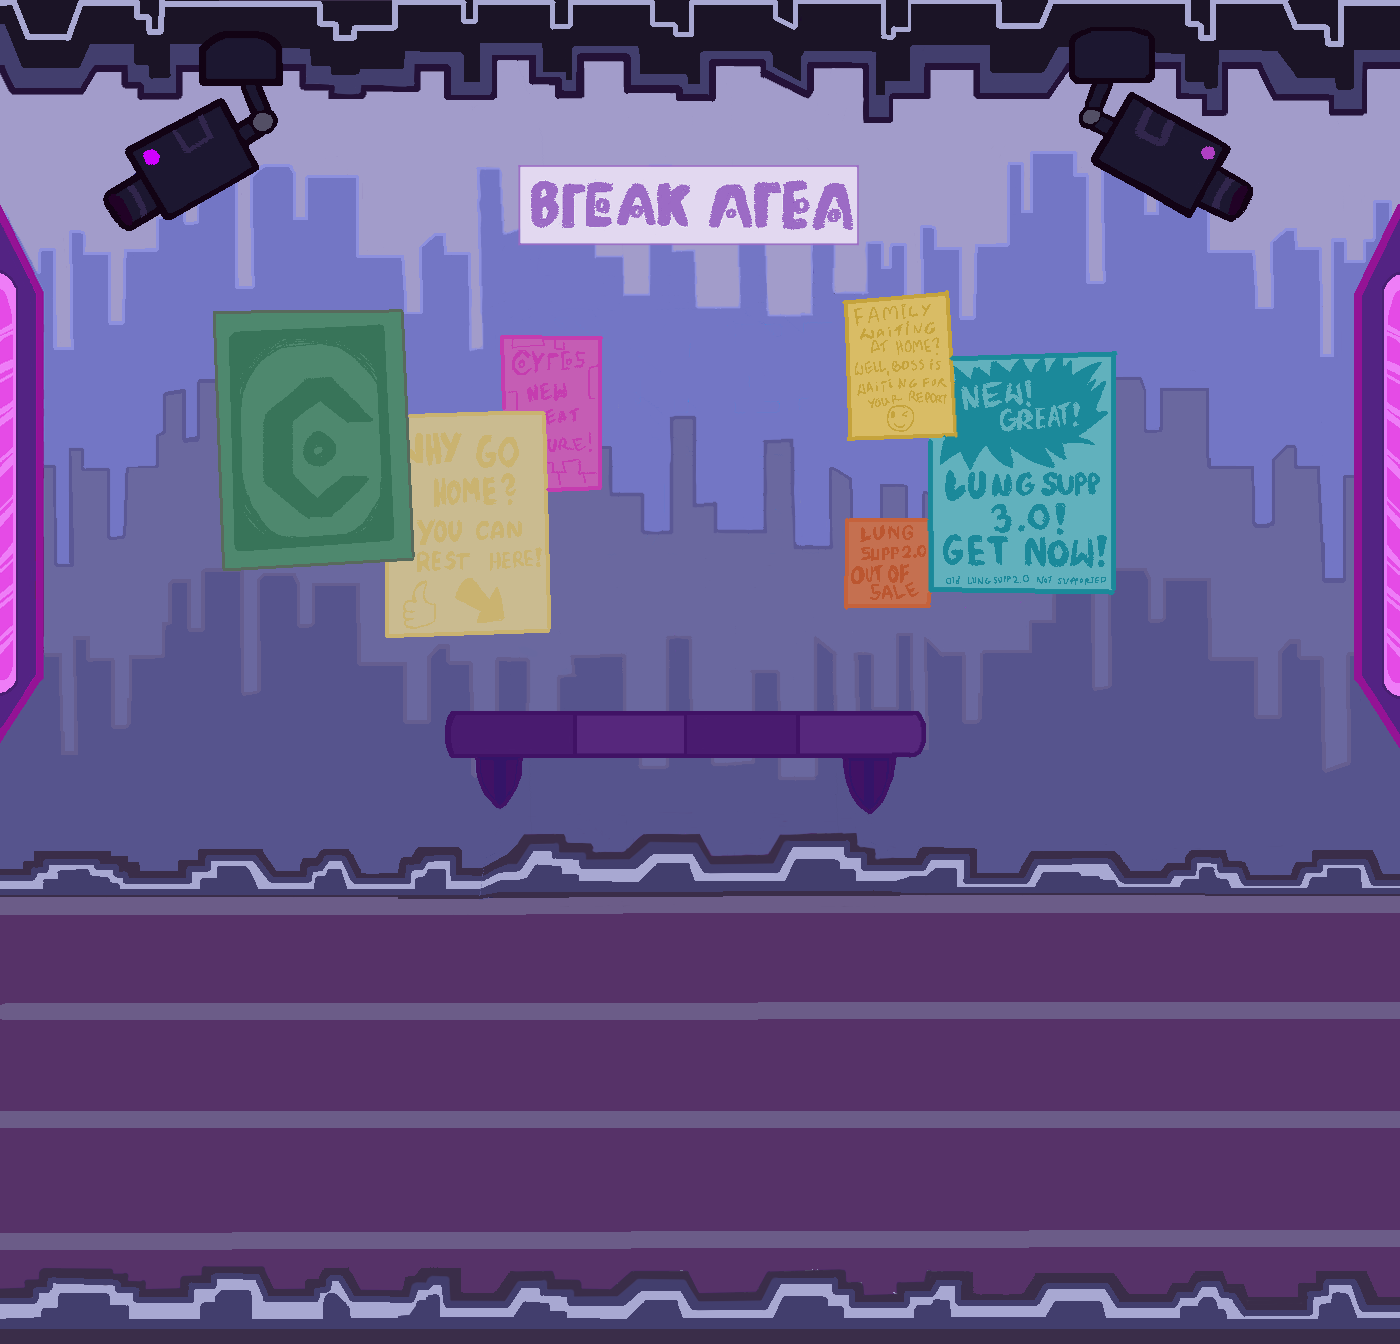 BREAK AREA
FAMILY
WAITING
AT HOME?
WELL, BOSS IS
WAITING FOR
YOUR REPORT
CYRES
NEW
URE!
NEW!
GREAT!
WHY GO
HOME?
YOU CAN
REST HERE!
LUNG SUPP
3.0!
GET NOW!
Old LUNG SUPP 2.0 NOT SUPPORTED
LUNG
SUPP 2.0
OUT OF
SALE